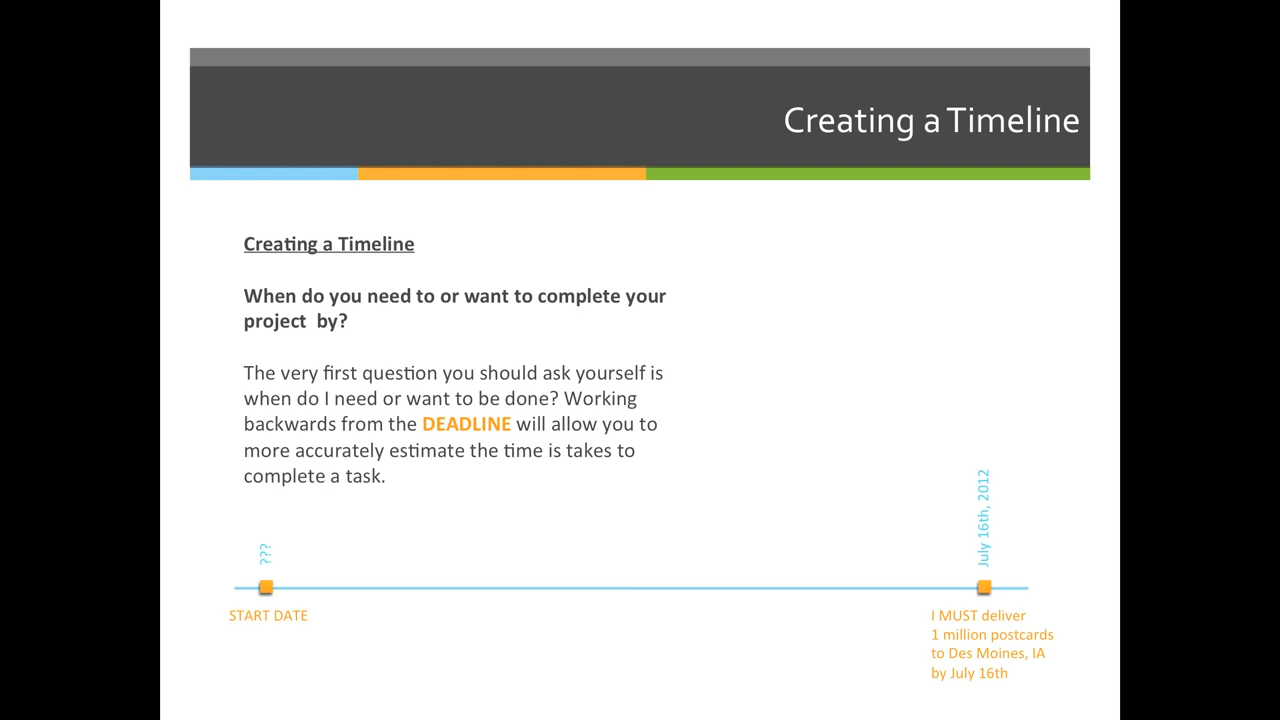 Creating a Timeline
Creating a Timeline
When do you need to or want to complete your
project  by?
The very first question you should ask yourself is
when do I need or want to be done? Working
backwards from the DEADLINE will allow you to
more accurately estimate the time is takes to
complete a task.
???
July 16th, 2012
START DATE
I MUST deliver
1 million postcards
to Des Moines, IA
by July 16th